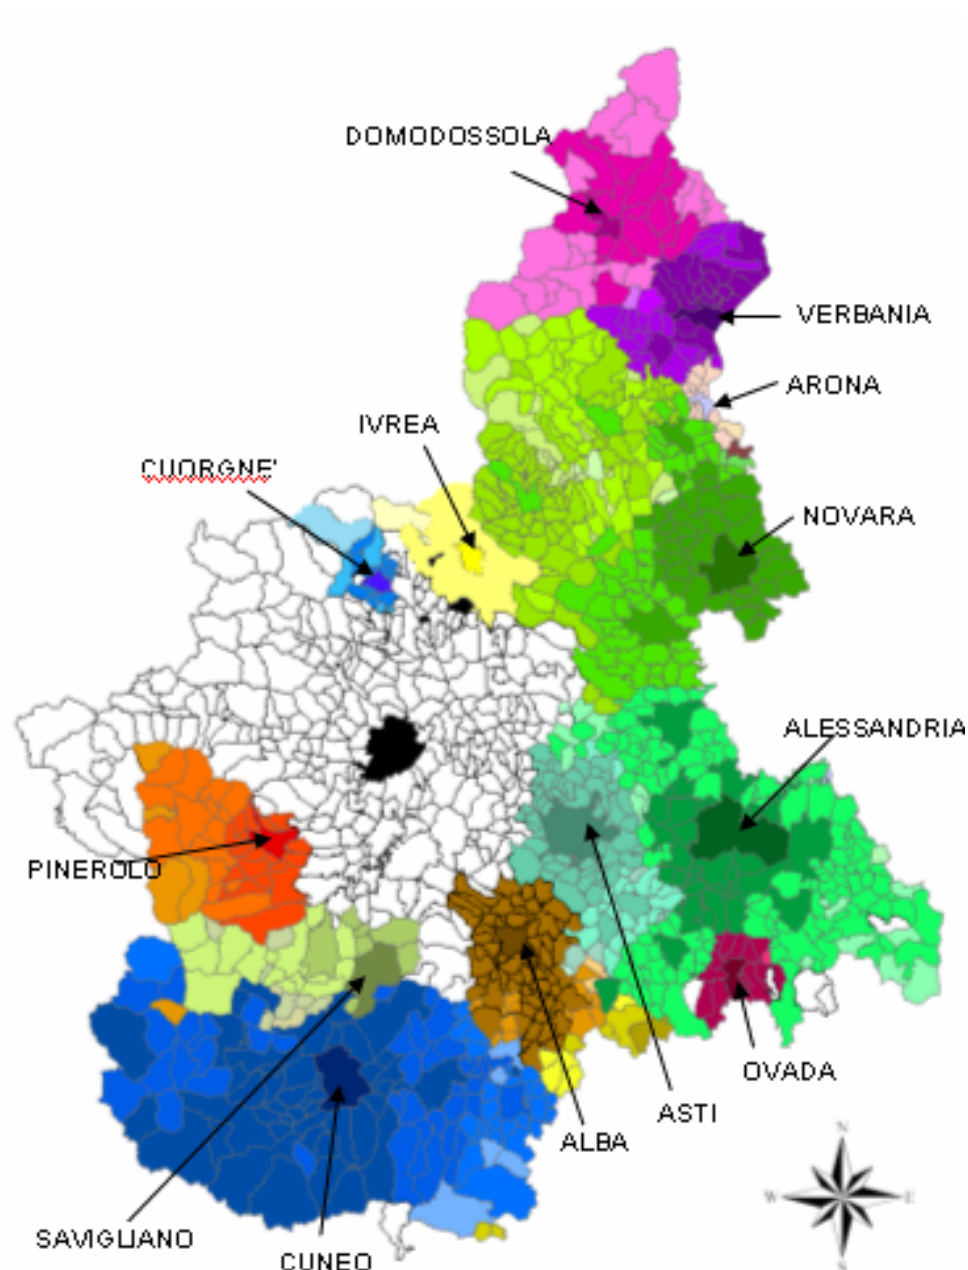 DOMODOSSOLA
VERBANIA
ARONA
IVREA
CUORGNE'
NOVARA
ALESSANDRIA
PINEROLO
OVADA
ASTI
ALBA
N
W
E
S
SAVIGLIANO
CUNEO